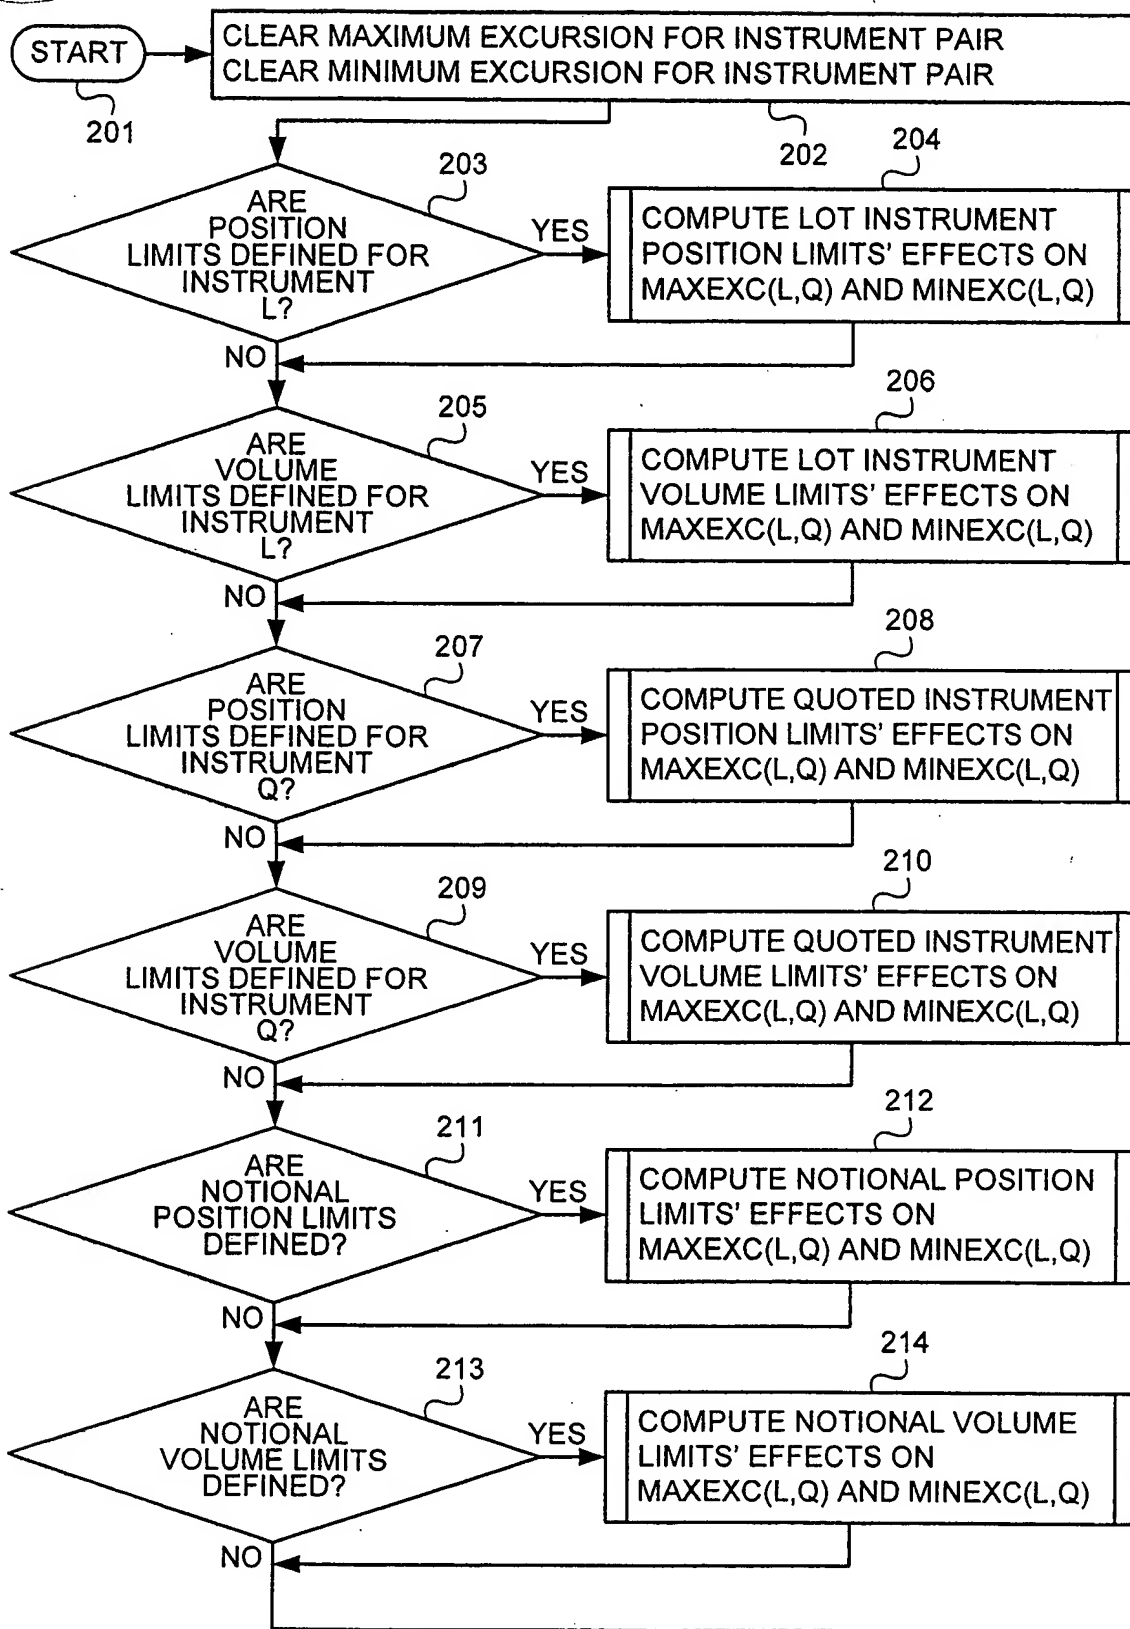 START
CLEAR MAXIMUM EXCURSION FOR INSTRUMENT PAIR
CLEAR MINIMUM EXCURSION FOR INSTRUMENT PAIR
201
202
203
204
ARE
POSITION
LIMITS DEFINED FOR
INSTRUMENT
L?
YES
COMPUTE LOT INSTRUMENT
POSITION LIMITS' EFFECTS ON
MAXEXC(L,Q) AND MINEXC(L,Q)
NO
205
206
ARE
VOLUME
LIMITS DEFINED FOR
INSTRUMENT
L?
YES
COMPUTE LOT INSTRUMENT
VOLUME LIMITS' EFFECTS ON
MAXEXC(L,Q) AND MINEXC(L,Q)
NO
207
208
ARE
POSITION
LIMITS DEFINED FOR
INSTRUMENT
Q?
YES
COMPUTE QUOTED INSTRUMENT
POSITION LIMITS' EFFECTS ON
MAXEXC(L,Q) AND MINEXC(L,Q)
NO
209
210
ARE
VOLUME
LIMITS DEFINED FOR
INSTRUMENT
Q?
YES
COMPUTE QUOTED INSTRUMENT
VOLUME LIMITS' EFFECTS ON
MAXEXC(L,Q) AND MINEXC(L,Q)
NO
211
212
ARE
NOTIONAL
POSITION LIMITS
DEFINED?
YES
COMPUTE NOTIONAL POSITION
LIMITS' EFFECTS ON
MAXEXC(L,Q) AND MINEXC(L,Q)
NO
213
214
ARE
NOTIONAL
VOLUME LIMITS
DEFINED?
YES
COMPUTE NOTIONAL VOLUME
LIMITS' EFFECTS ON
MAXEXC(L,Q) AND MINEXC(L,Q)
NO